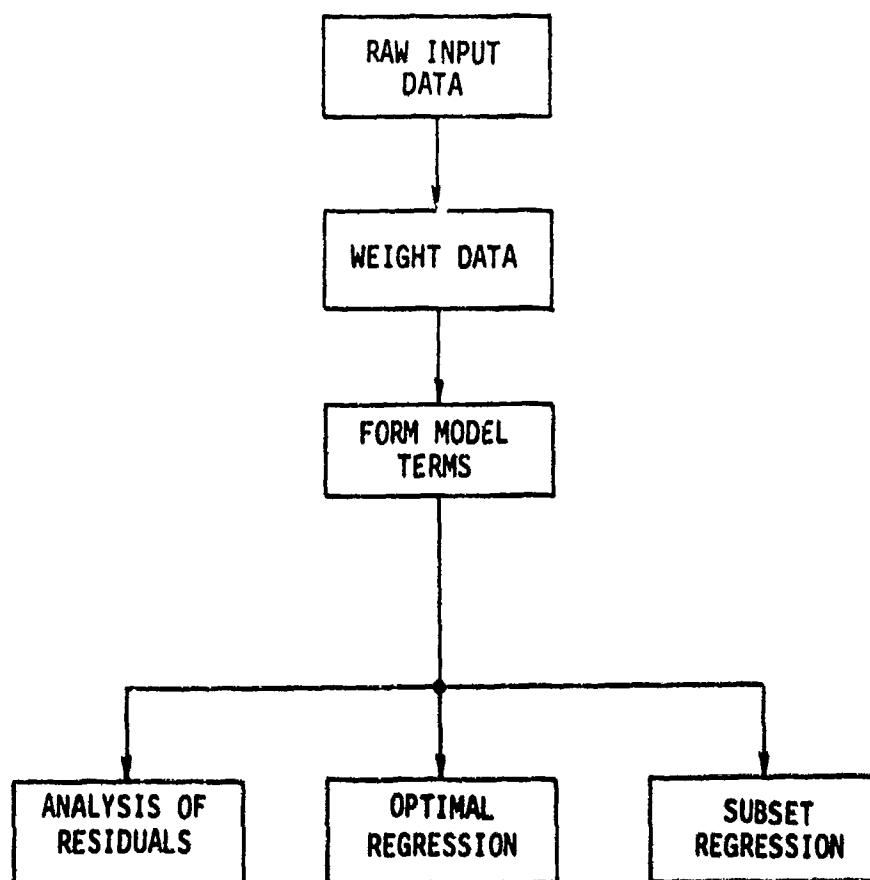 RAW INPUT
DATA
WEIGHT DATA
FORM MODEL
TERMS
ANALYSIS OF
RESIDUALS
OPTIMAL
REGRESSION
SUBSET
REGRESSION